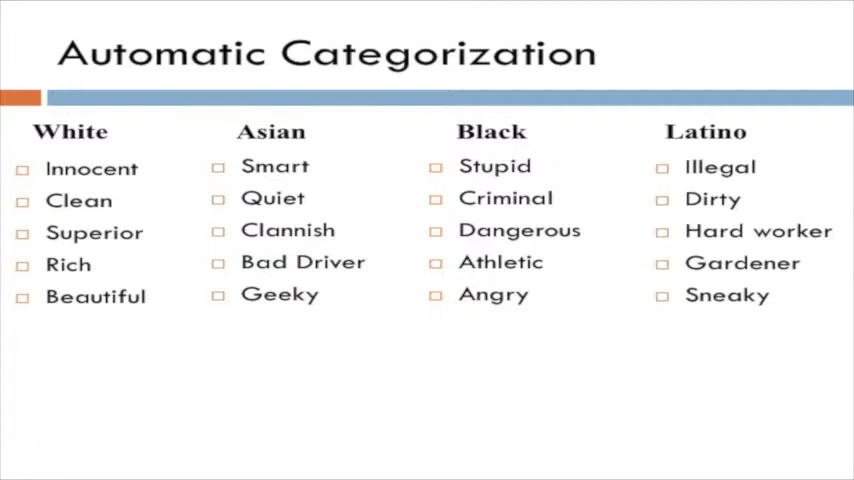 Automatic Categorization
White
Innocent
Clean
Superior
Rich
Beautiful
Asian
Smart
Quiet
Clannish
Bad Driver
Geeky
Black
Stupid
Criminal
Dangerous
Athletic
Angry
Latino
Illegal
Dirty
Hard worker
Gardener
Sneaky